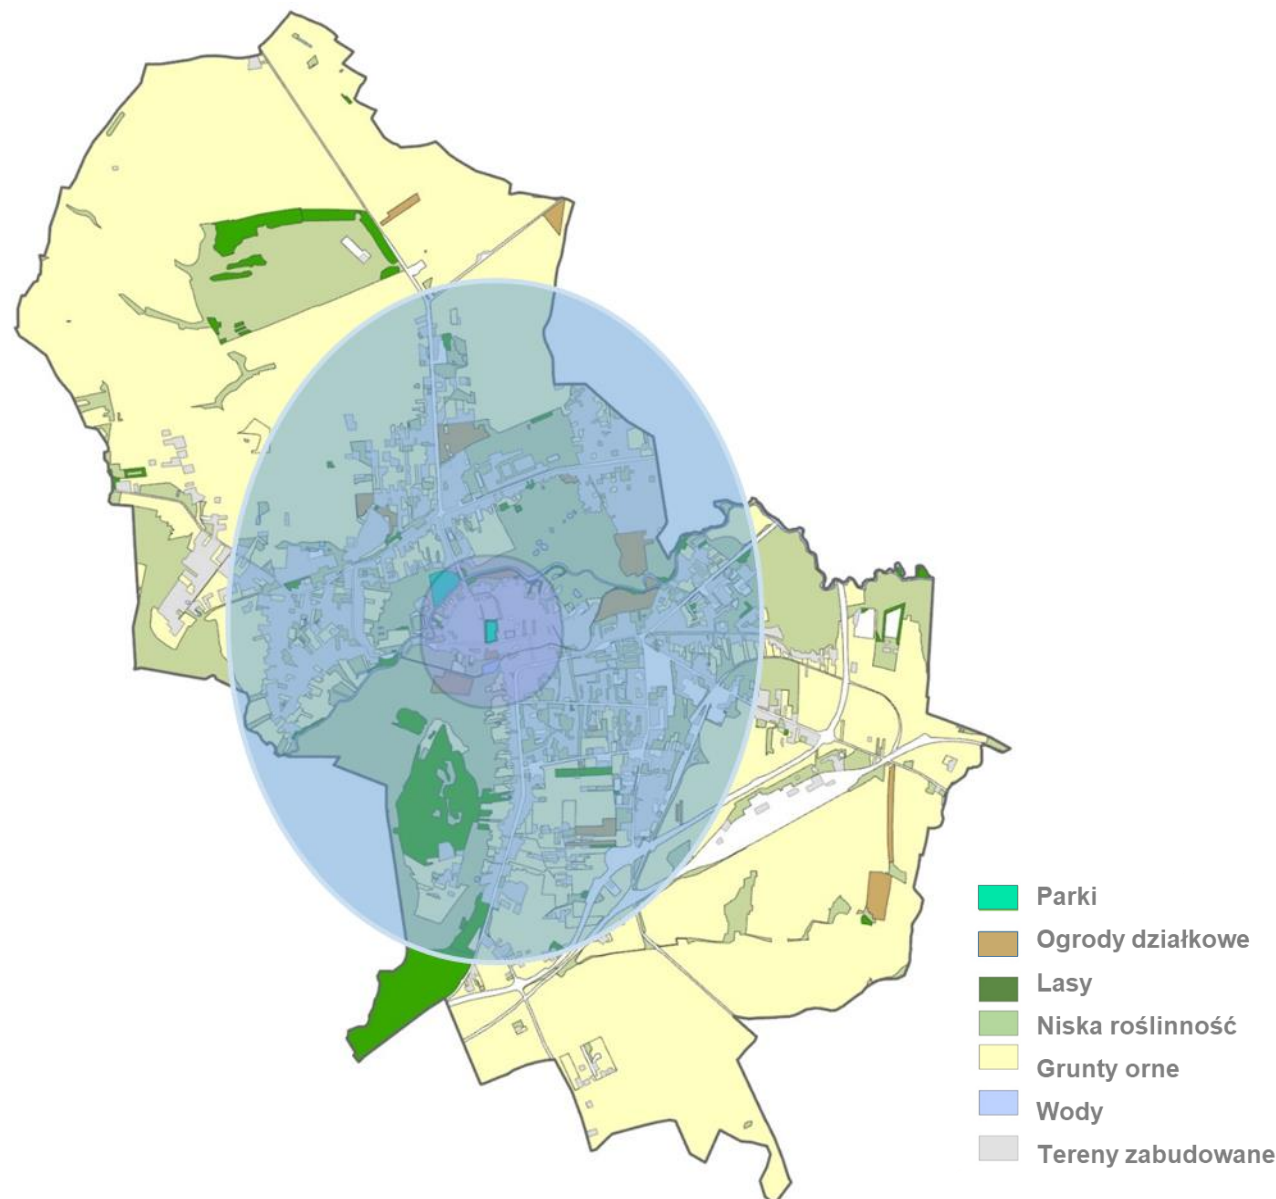 Parki
Ogrody działkowe
Lasy
Niska roślinność
Grunty orne
Wody
Tereny zabudowane